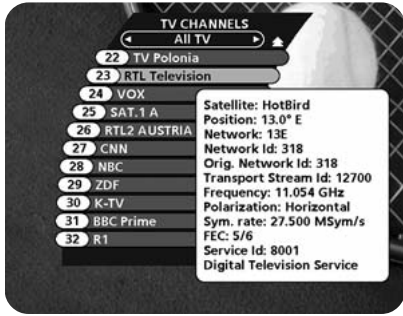 TV CHANNELS
All TV
22 TV Polonia
23 RTL Television
24 VOX
25 SAT.1 A
26 RTL2 AUSTRIA
27 CNN
28 NBC
29 ZDF
30 K-TV
31 BBC Prime
32 R1
Satellite: HotBird
Position: 13.0° E
Network: 13E
Network Id: 318
Orig. Network Id: 318
Transport Stream Id: 12700
Frequency: 11.054 GHz
Polarization: Horizontal
Sym. rate: 27.500 MSym/s
FEC: 5/6
Service Id: 8001
Digital Television Service